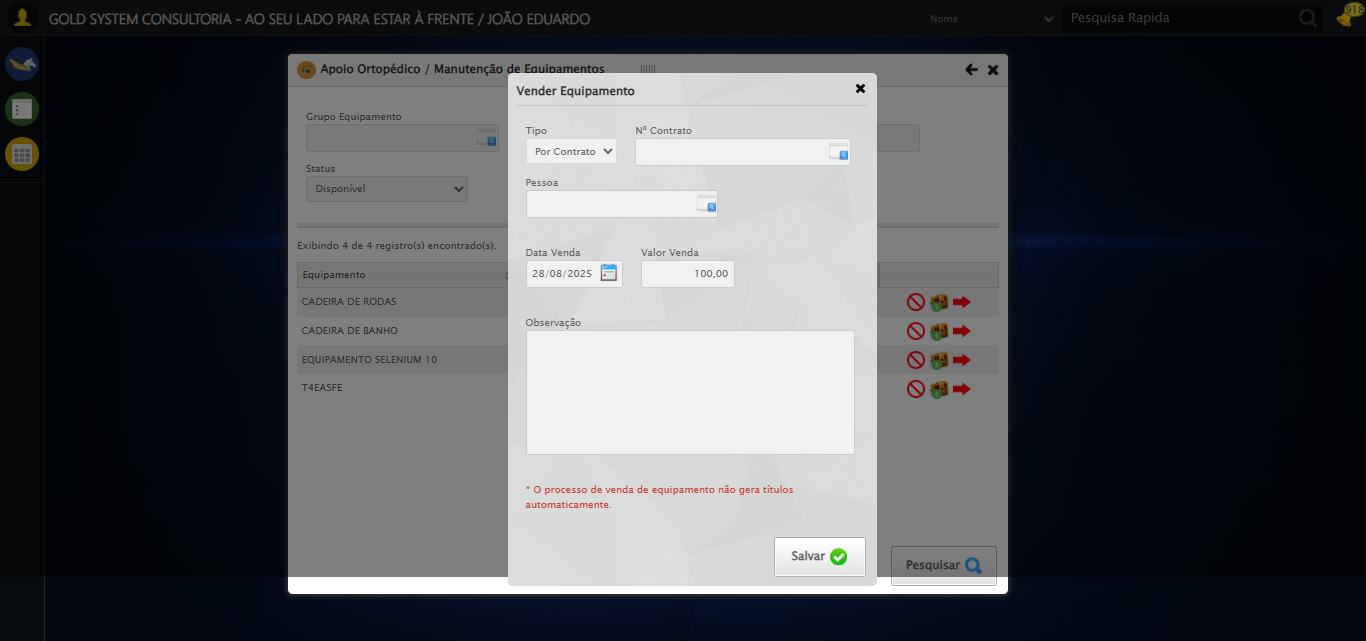 GOLD SYSTEM CONSULTORIA - AO SEU LADO PARA ESTAR À FRENTE / JOÃO EDUARDO
Nome
Pesquisa Rapida
918
Apoio Ortopédico / Manutenção de Equipamentos
Vender Equipamento
Grupo Equipamento
Status
Disponível
Tipo
Nº Contrato
Por Contrato
Pessoa
Exibindo 4 de 4 registro(s) encontrado(s).
Equipamento
CADEIRA DE RODAS
CADEIRA DE BANHO
EQUIPAMENTO SELENIUM 10
T4EASFE
Data Venda
Valor Venda
28/08/2025
100,00
Observação
* O processo de venda de equipamento não gera títulos
automaticamente.
Salvar
Pesquisar